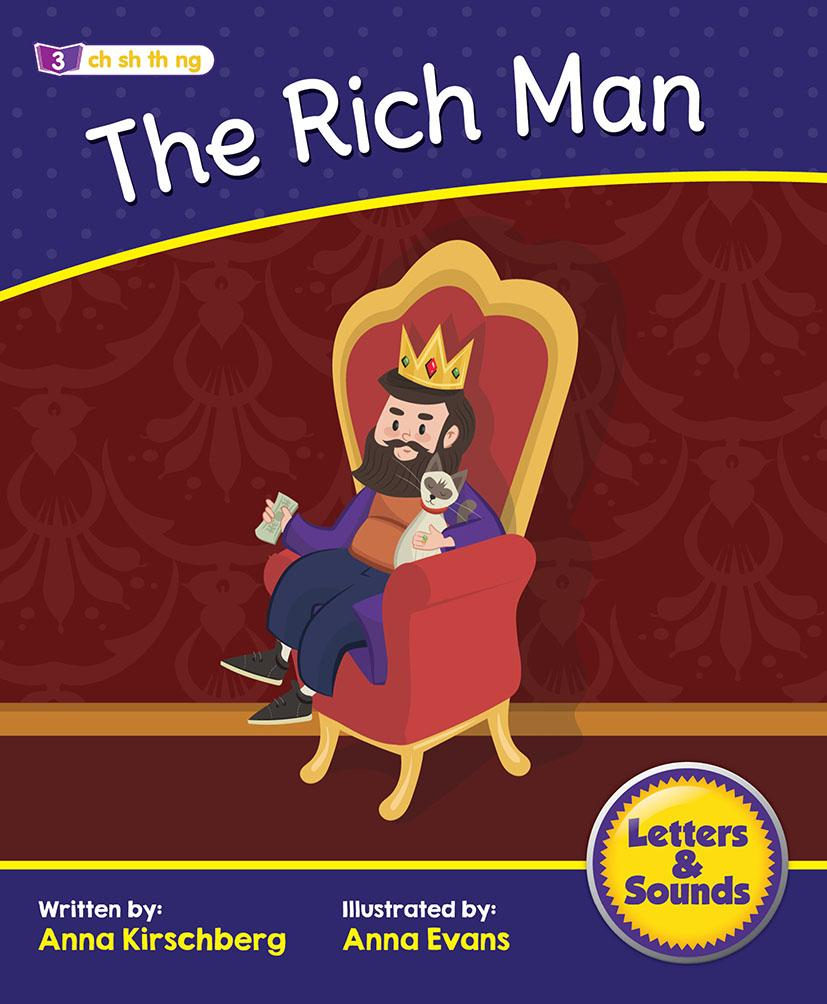 3 ch sh th ng
The Rich Man
Letters
&
Sounds
Written by:
Anna Kirschberg
Illustrated by:
Anna Evans